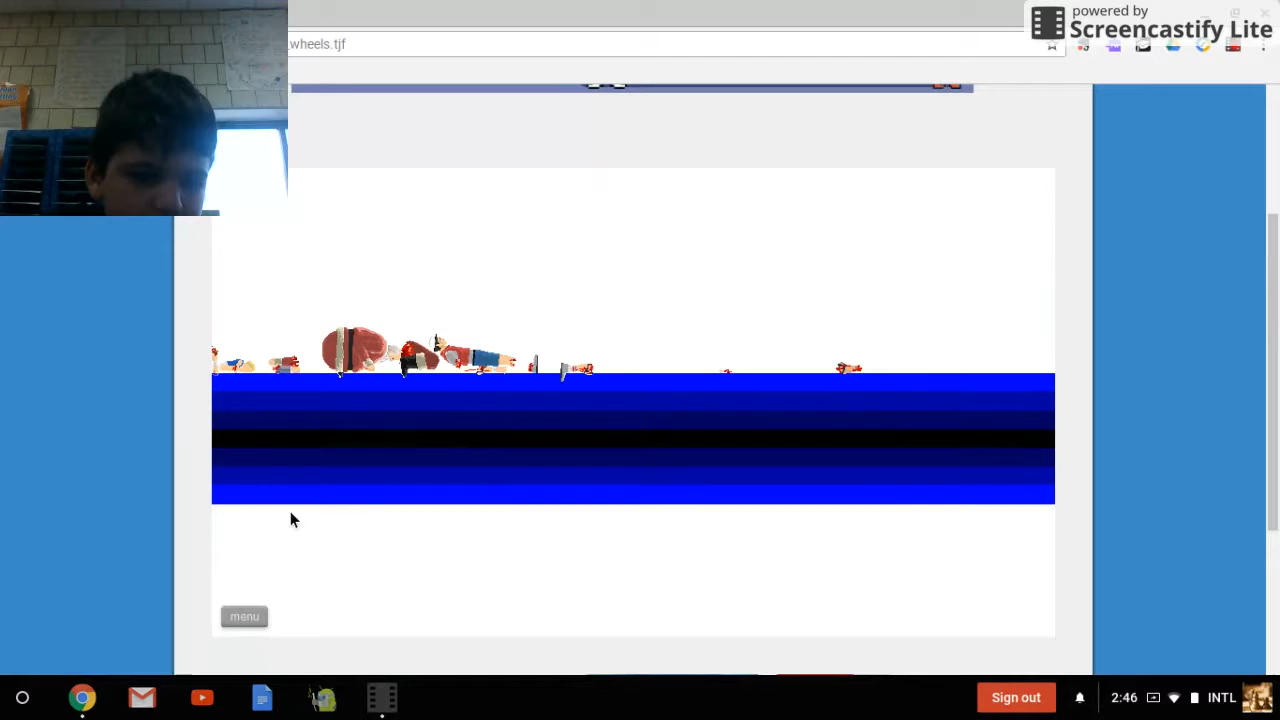 powered by
Screencastify Lite
wheels.tjf
menu
Sign out
2:46
INTL